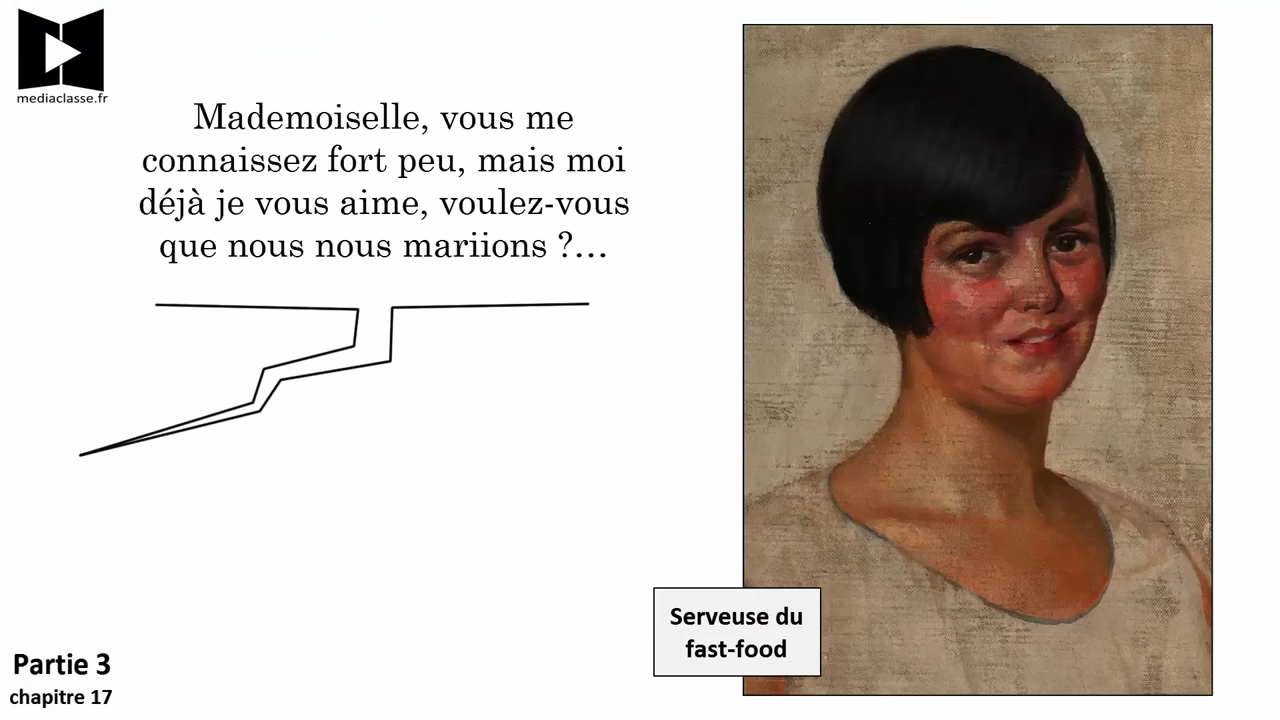 mediaclasse.fr
Mademoiselle, vous me
connaissez fort peu, mais moi
déjà je vous aime, voulez-vous
que nous nous mariions ?...
Serveuse du
fast-food
Partie 3
chapitre 17